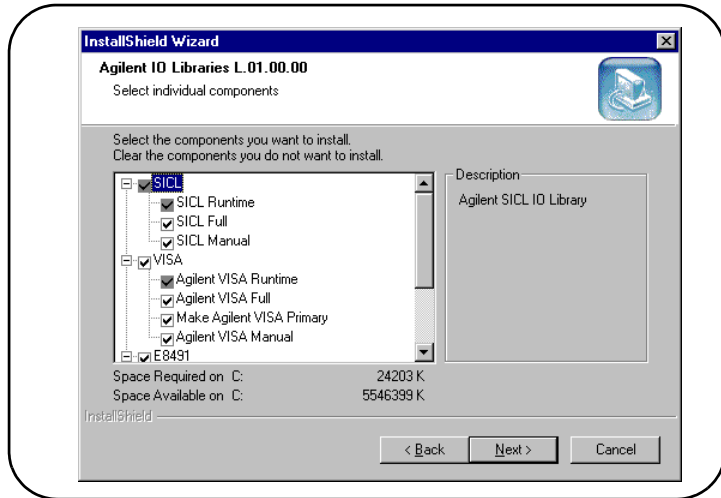 InstallShield Wizard
Agilent IO Libraries L.01.00.00
Select individual components
Select the components you want to install.
Clear the components you do not want to install.
SICL
SICL Runtime
SICL Full
SICL Manual
VISA
Agilent VISA Runtime
Agilent VISA Full
Make Agilent VISA Primary
Agilent VISA Manual
E8491
Description
Agilent SICL IO Library
Space Required on C: 24203 K
Space Available on C: 5546399 K
InstallShield
< Back Next > Cancel